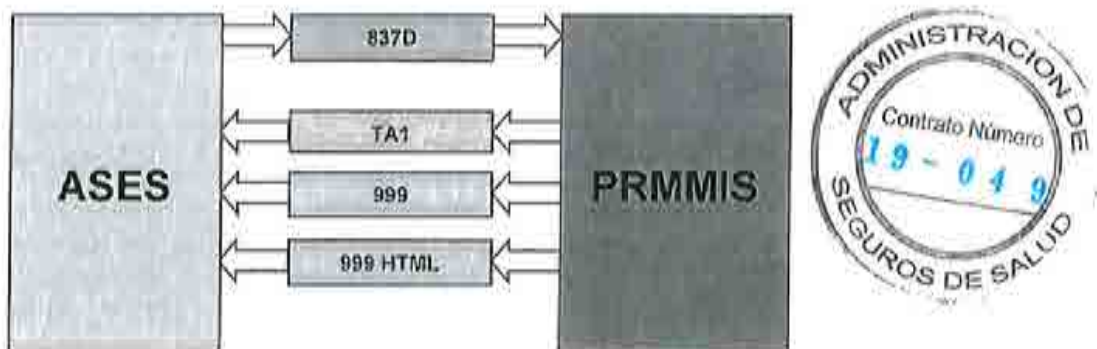 ASES
837D
TA1
999
999 HTML
PRMMIS
ADMINISTRACION DE
Contrato Número
19-049
SEGUROS DE SALUD